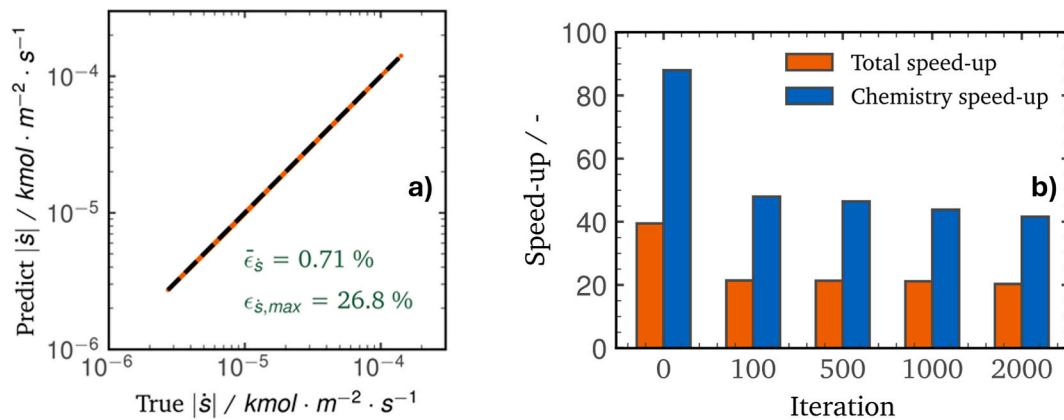 Predict |ṡ| / kmol · m⁻² · s⁻¹
10⁻⁴
10⁻⁵
10⁻⁶
a)
ϵ̄ṡ = 0.71 %
ϵṡ,max = 26.8 %
10⁻⁶ 10⁻⁵ 10⁻⁴
True |ṡ| / kmol · m⁻² · s⁻¹
Speed-up / -
100
80
60
40
20
0
Total speed-up
Chemistry speed-up
b)
0 100 500 1000 2000
Iteration